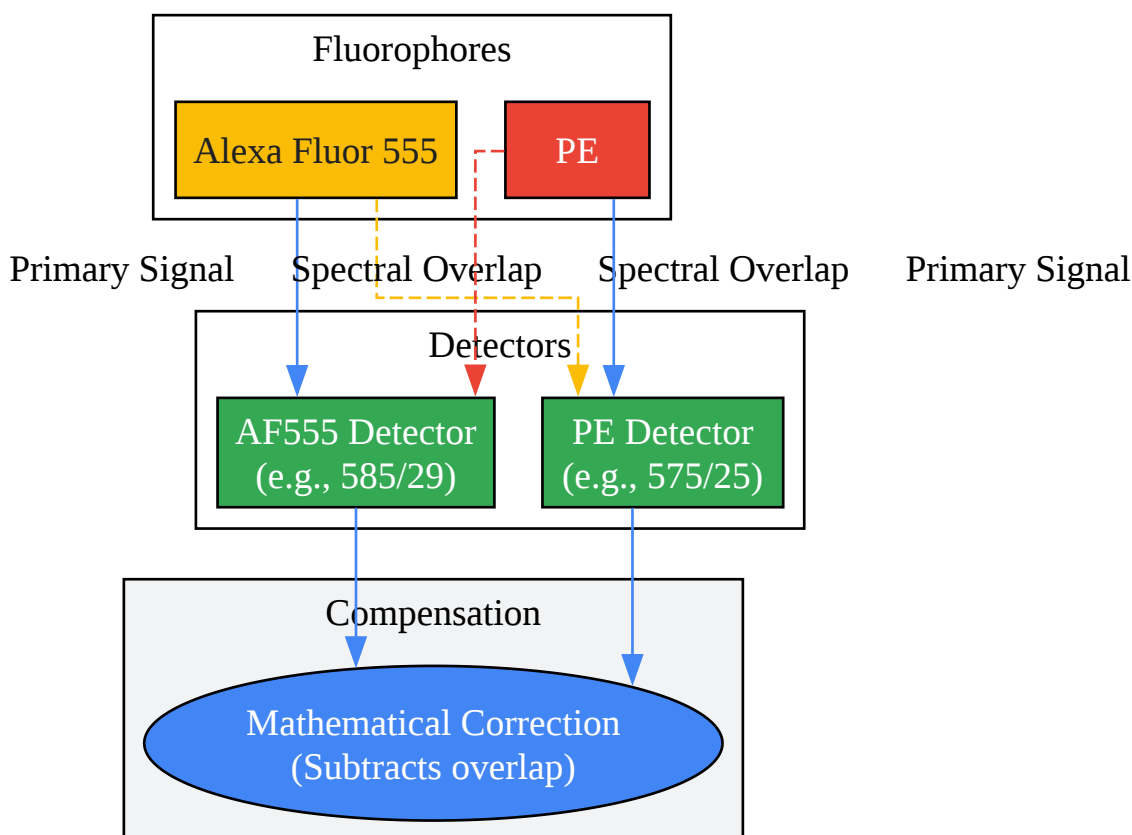 Fluorophores
Alexa Fluor 555
PE
Primary Signal
Spectral Overlap
Spectral Overlap
Primary Signal
Detectors
AF555 Detector
(e.g., 585/29)
PE Detector
(e.g., 575/25)
Compensation
Mathematical Correction
(Subtracts overlap)